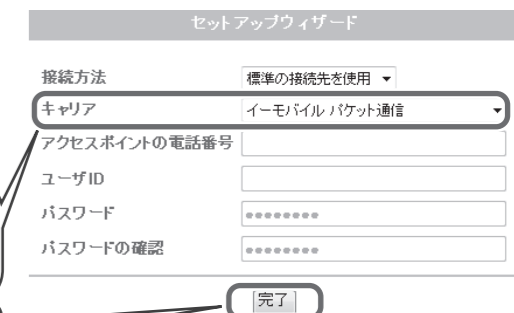 セットアップウィザード
接続方法 標準の接続先を使用
キャリア イーモバイル パケット通信
アクセスポイントの電話番号
ユーザID
パスワード ●●●●●●●●
パスワードの確認 ●●●●●●●●
[完了]